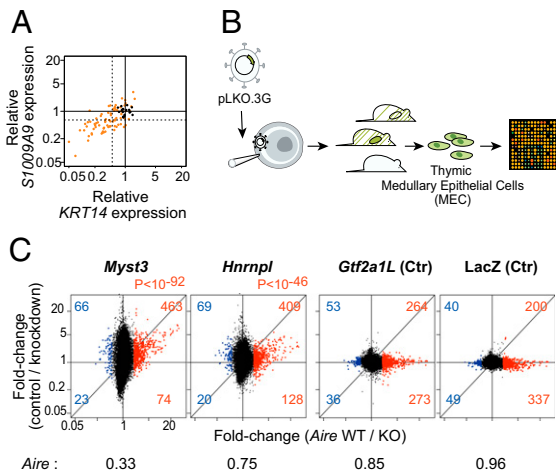 A
20
5
1
0.2
0.05
Relative
S1009A9 expression
0.05 0.2 1 5 20
Relative
KRT14 expression
B
pLKO.3G
Thymic
Medullary Epithelial Cells
(MEC)
C
Myst3
Hnrnpl
Gtf2a1L (Ctr)
LacZ (Ctr)
P<10-92
P<10-46
66 463
69 409
53 264
40 200
23 74
20 128
36 273
49 337
20
5
1
0.2
0.05
Fold-change
(control / knockdown)
0.05 1 5 20
Fold-change (Aire WT / KO)
Aire : 0.33 0.75 0.85 0.96